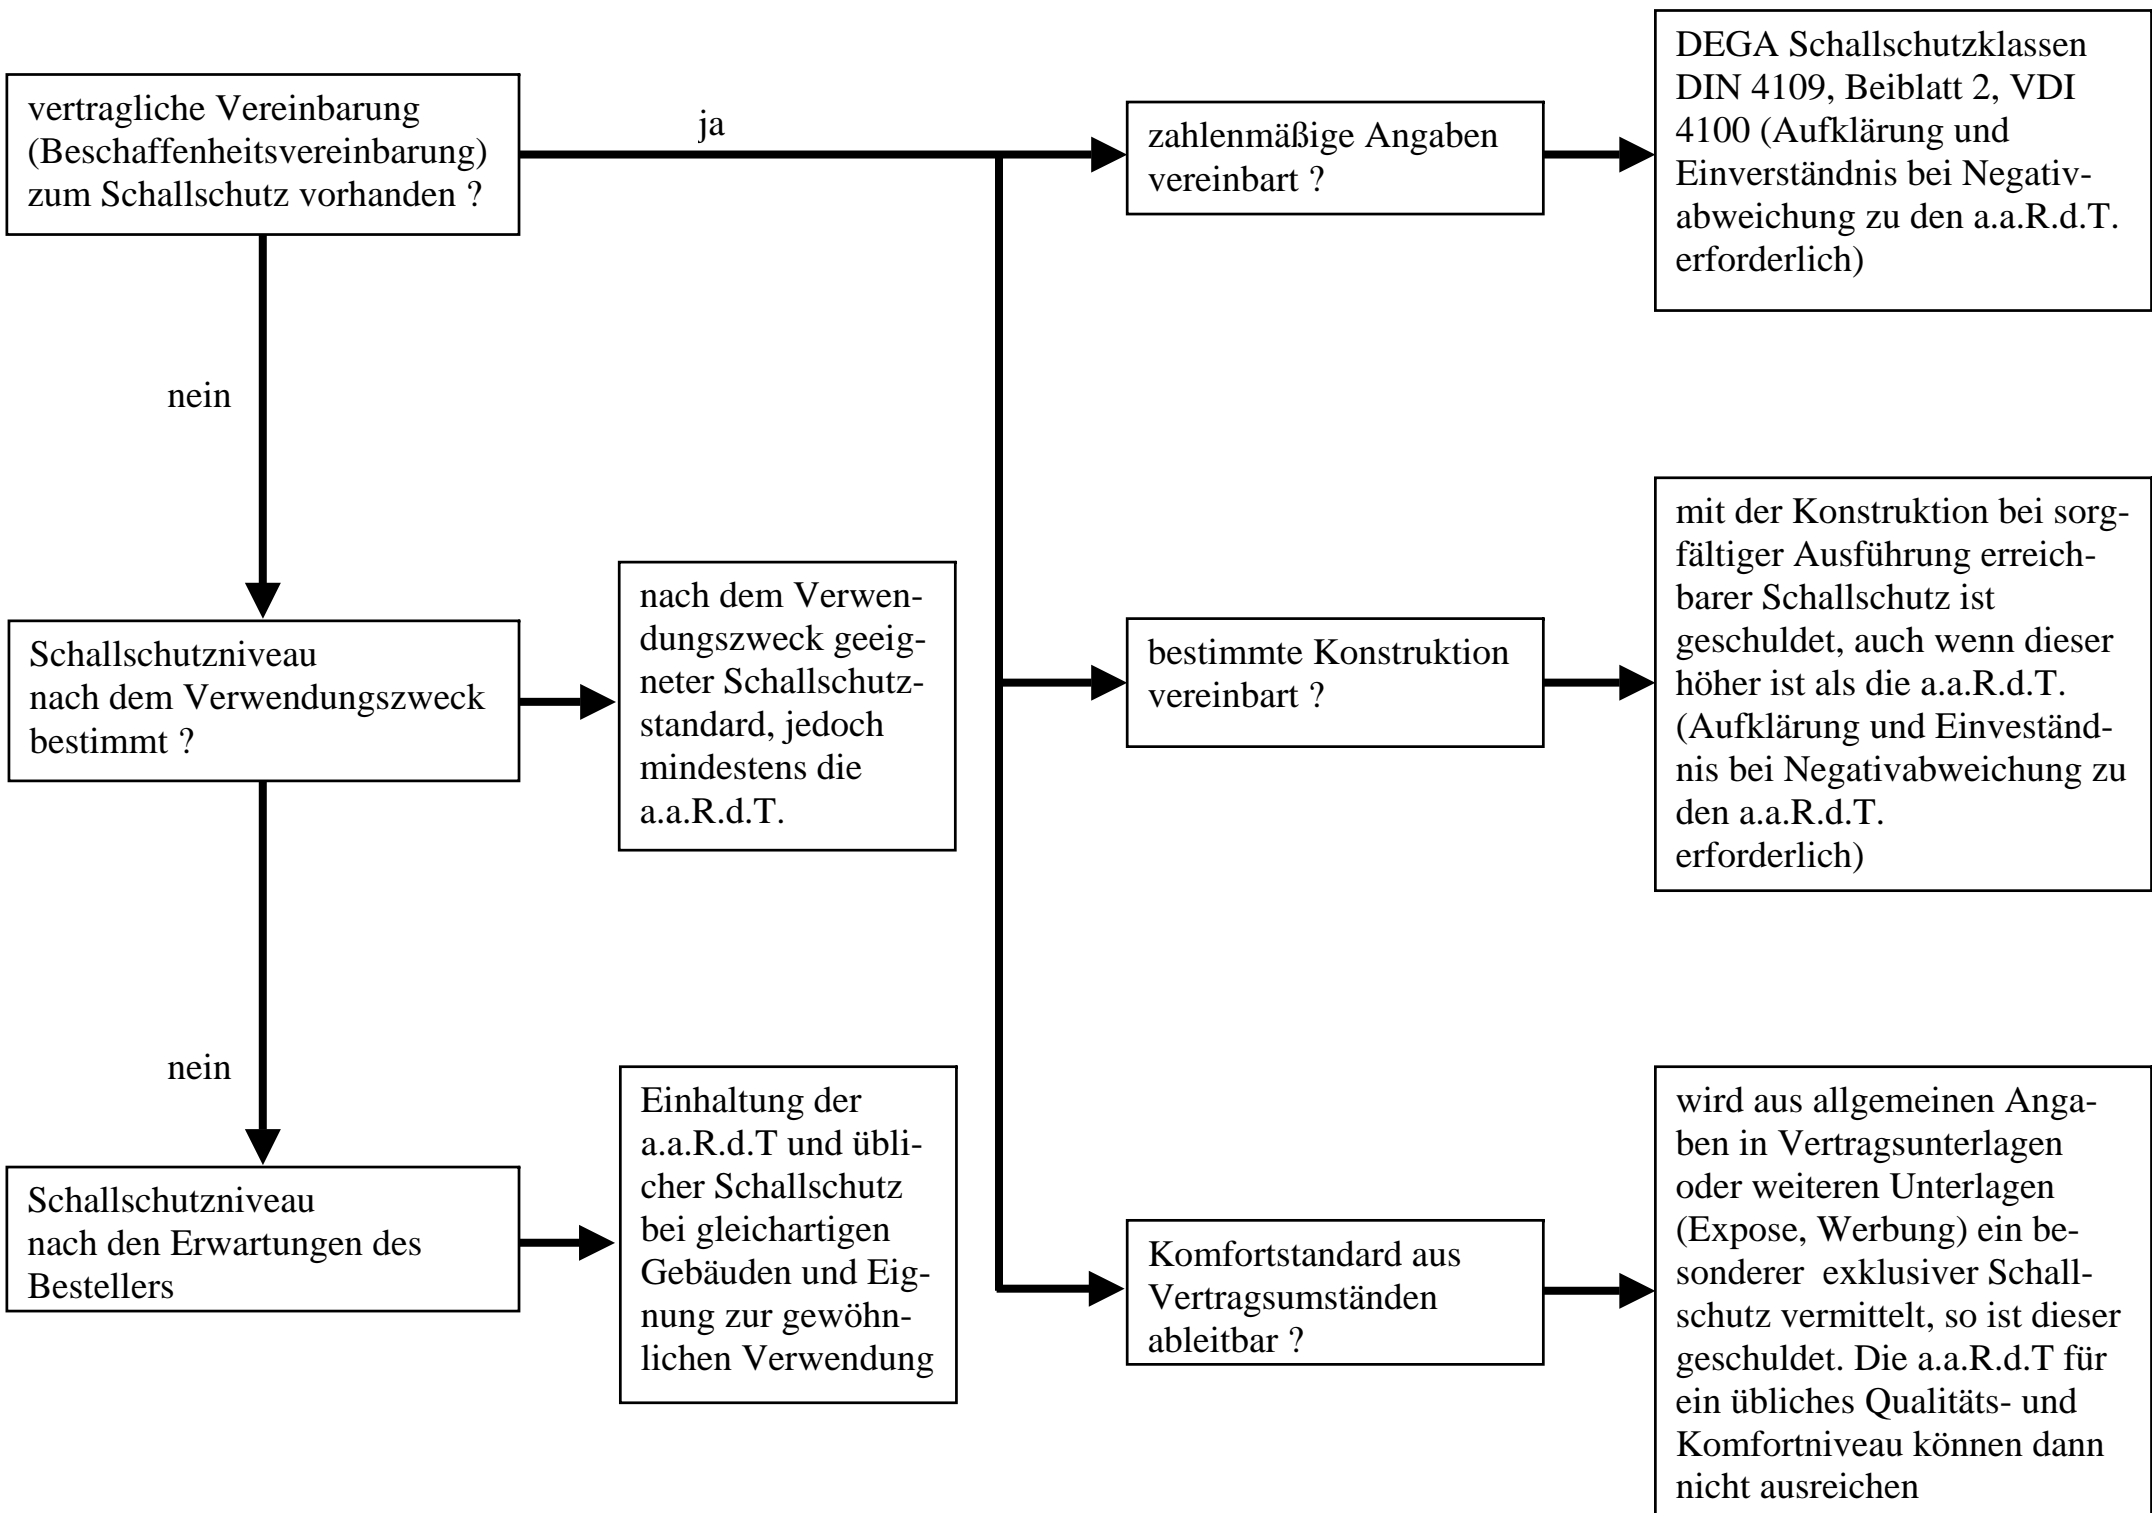 vertragliche Vereinbarung
(Beschaffenheitsvereinbarung)
zum Schallschutz vorhanden ?
ja
zahlenmäßige Angaben
vereinbart ?
DEGA Schallschutzklassen
DIN 4109, Beiblatt 2, VDI
4100 (Aufklärung und
Einverständnis bei Negativ-
abweichung zu den a.a.R.d.T.
erforderlich)
nein
Schallschutzniveau
nach dem Verwendungszweck
bestimmt ?
nach dem Verwen-
dungszweck geeig-
neter Schallschutz-
standard, jedoch
mindestens die
a.a.R.d.T.
bestimmte Konstruktion
vereinbart ?
mit der Konstruktion bei sorg-
fältiger Ausführung erreich-
barer Schallschutz ist
geschuldet, auch wenn dieser
höher ist als die a.a.R.d.T.
(Aufklärung und Einveständ-
nis bei Negativabweichung zu
den a.a.R.d.T.
erforderlich)
nein
Schallschutzniveau
nach den Erwartungen des
Bestellers
Einhaltung der
a.a.R.d.T und übli-
cher Schallschutz
bei gleichartigen
Gebäuden und Eig-
nung zur gewöhn-
lichen Verwendung
Komfortstandard aus
Vertragsumständen
ableitbar ?
wird aus allgemeinen Anga-
ben in Vertragsunterlagen
oder weiteren Unterlagen
(Expose, Werbung) ein be-
sonderer  exklusiver Schall-
schutz vermittelt, so ist dieser
geschuldet. Die a.a.R.d.T für
ein übliches Qualitäts- und
Komfortniveau können dann
nicht ausreichen